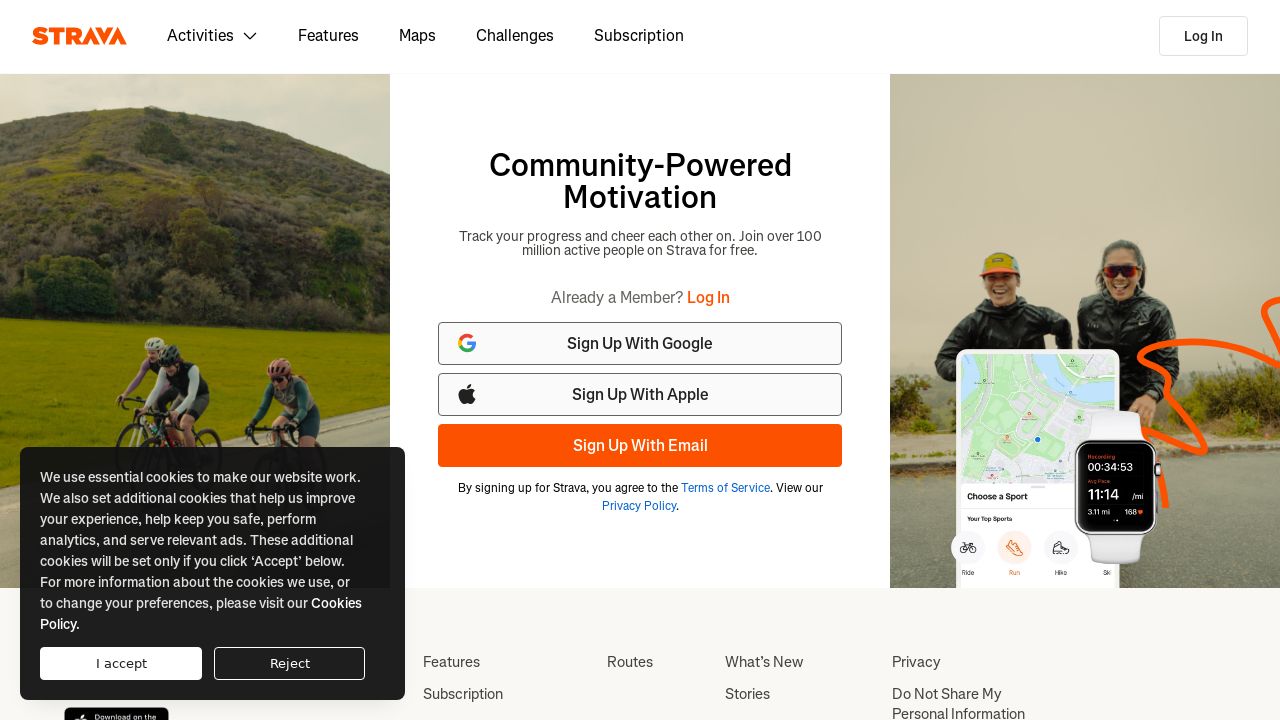 STRAVA
Activities
Features
Maps
Challenges
Subscription
Log In
Community-Powered
Motivation
Track your progress and cheer each other on. Join over 100
million active people on Strava for free.
Already a Member? Log In
Sign Up With Google
Sign Up With Apple
Sign Up With Email
By signing up for Strava, you agree to the Terms of Service. View our
Privacy Policy.
Recording
00:34:53
Avg Pace
11:14 /mi
3.11 mi 168
Choose a Sport
Your Top Sports
Ride
Run
Hike
Ski
We use essential cookies to make our website work.
We also set additional cookies that help us improve
your experience, help keep you safe, perform
analytics, and serve relevant ads. These additional
cookies will be set only if you click ‘Accept’ below.
For more information about the cookies we use, or
to change your preferences, please visit our Cookies
Policy.
I accept
Reject
Features
Routes
What’s New
Privacy
Subscription
Stories
Do Not Share My
Personal Information
Download on the